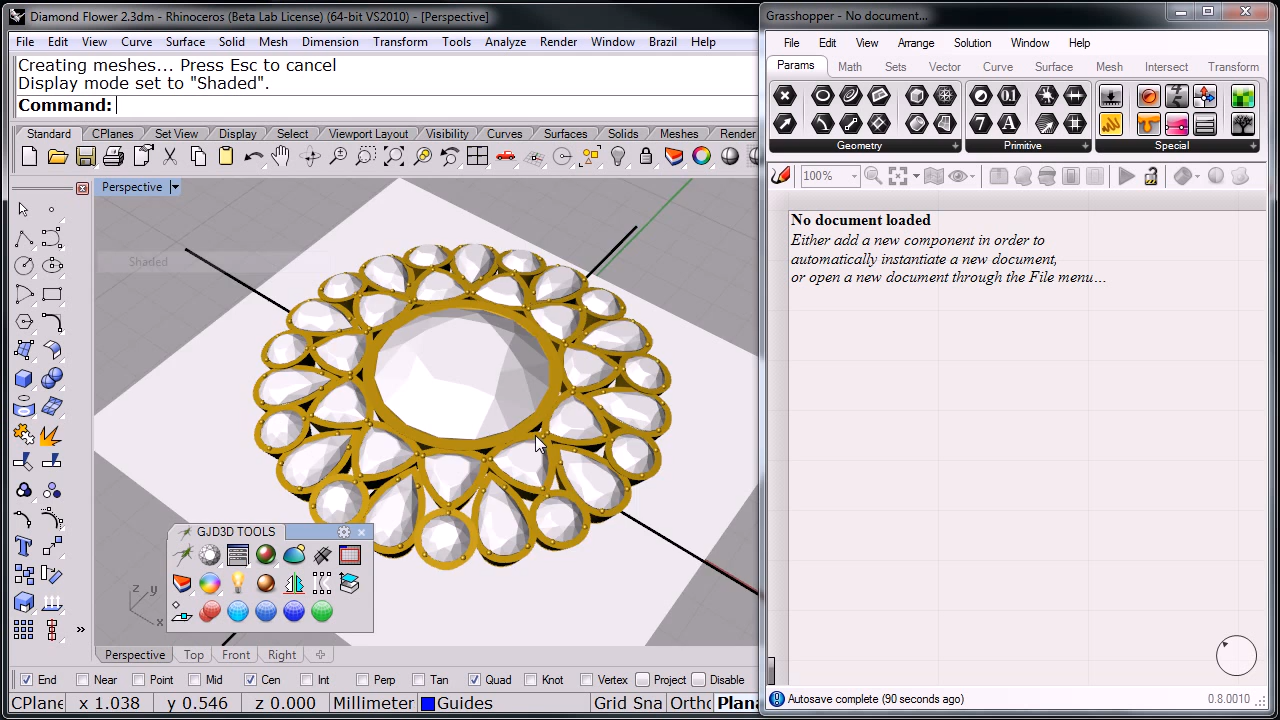 Diamond Flower 2.3dm - Rhinoceros (Beta Lab License) (64-bit VS2010) - [Perspective]
File Edit View Curve Surface Solid Mesh Dimension Transform Tools Analyze Render Window Brazil Help
Creating meshes... Press Esc to cancel
Display mode set to "Shaded".
Command:
Standard CPlanes Set View Display Select Viewport Layout Visibility Curves Surfaces Solids Meshes Render
Perspective
Shaded
GJD3D TOOLS
z y
x
Perspective Top Front Right
End Near Point Mid Cen Int Perp Tan Quad Knot Vertex Project Disable
CPlane x 1.038 y 0.546 z 0.000 Millimeter Guides Grid Sna Ortho Plana
Grasshopper - No document...
File Edit View Arrange Solution Window Help
Params Math Sets Vector Curve Surface Mesh Intersect Transform
Geometry Primitive Special
100%
No document loaded
Either add a new component in order to
automatically instantiate a new document,
or open a new document through the File menu...
Autosave complete (90 seconds ago) 0.8.0010